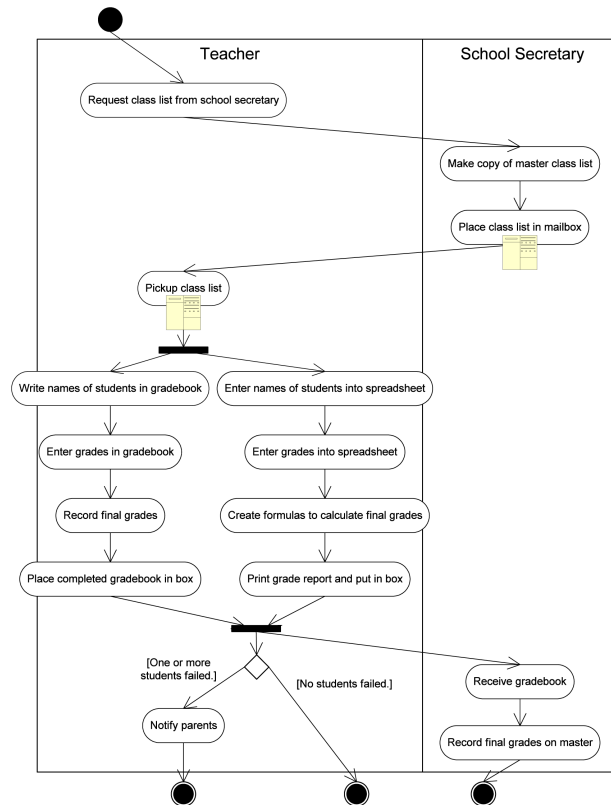 Teacher
School Secretary
Request class list from school secretary
Make copy of master class list
Place class list in mailbox
Pickup class list
Write names of students in gradebook
Enter names of students into spreadsheet
Enter grades in gradebook
Enter grades into spreadsheet
Record final grades
Create formulas to calculate final grades
Place completed gradebook in box
Print grade report and put in box
[One or more
students failed.]
[No students failed.]
Receive gradebook
Notify parents
Record final grades on master